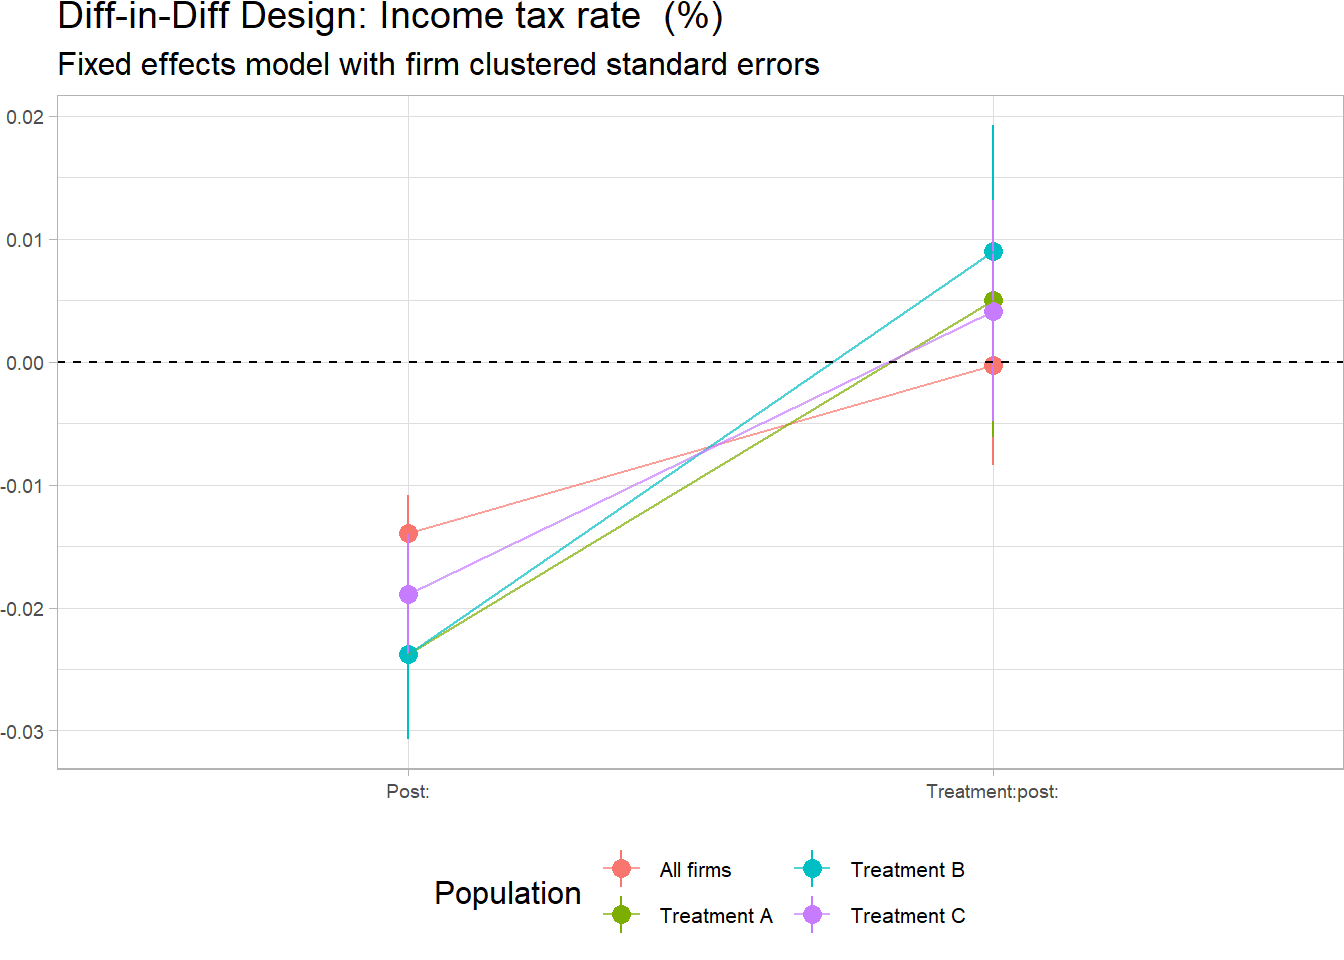 Diff-in-Diff Design: Income tax rate  (%)
Fixed effects model with firm clustered standard errors
0.02
0.01
0.00
-0.01
-0.02
-0.03
Post:
Treatment:post:
Population
All firms
Treatment A
Treatment B
Treatment C